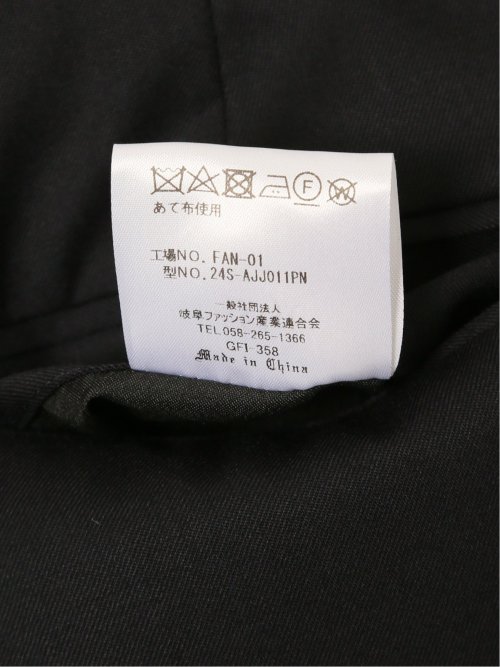 F W
あて布使用
工場NO. FAN-01
型NO. 24S-AJJ011PN
一般社団法人
岐阜ファッション産業連合会
TEL 058-265-1366
GFI-358
Made in China